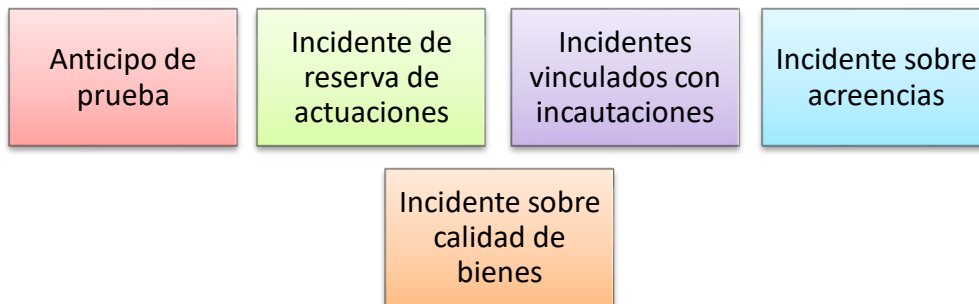 Anticipo de
prueba
Incidente de
reserva de
actuaciones
Incidentes
vinculados con
incautaciones
Incidente sobre
acreencias
Incidente sobre
calidad de
bienes